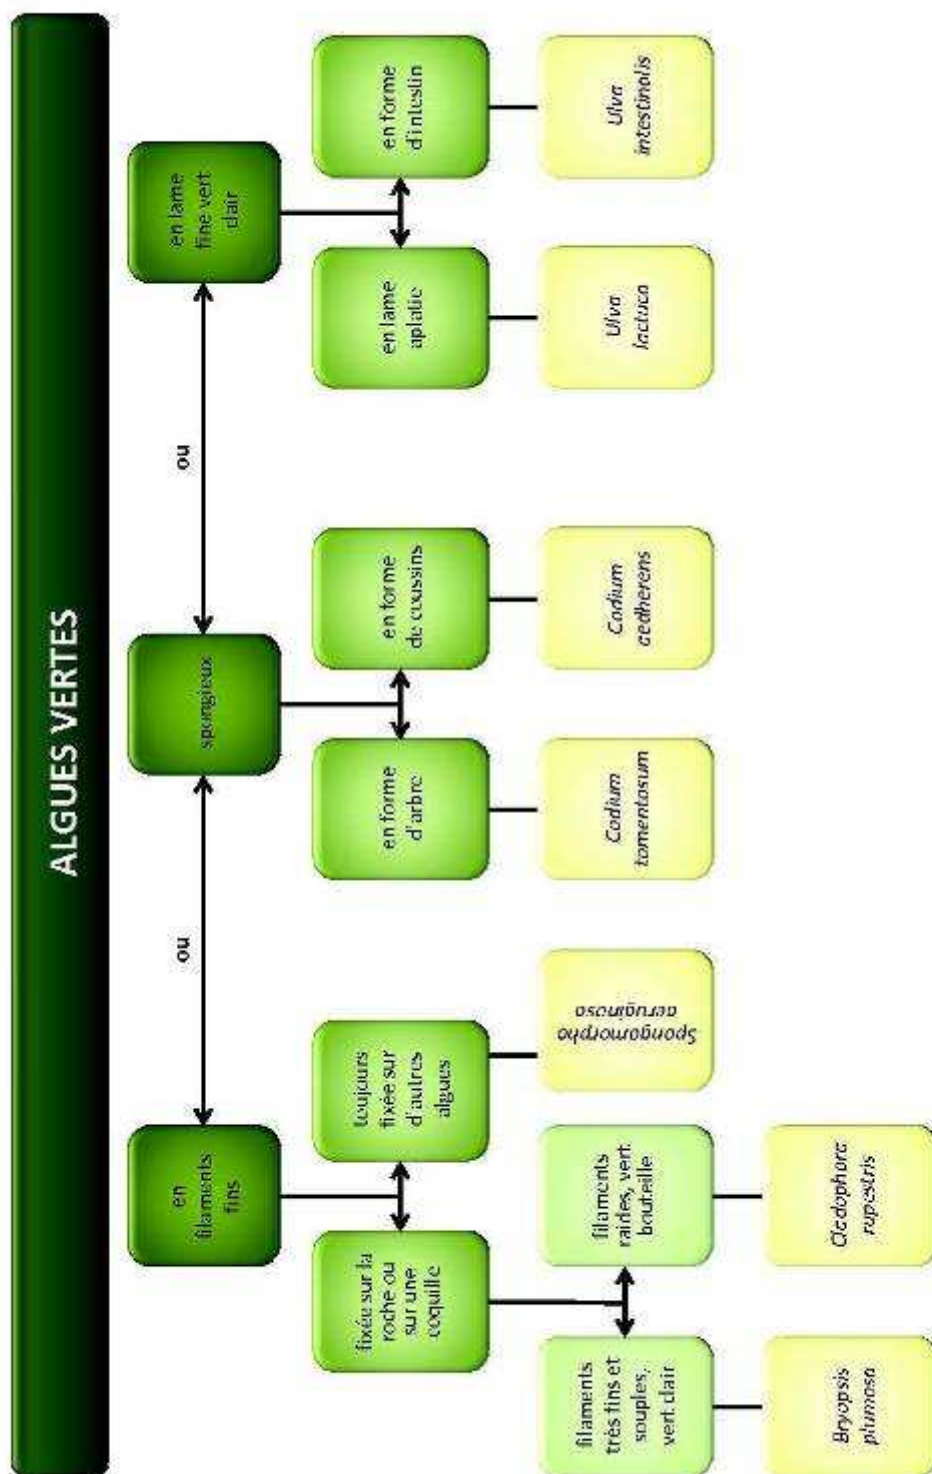 ALGUES VERTES
en
filaments
fins
ou
spongieux
ou
en lame
fine vert
clair
fixée sur la
roche ou
sur une
coquille
toujours
fixée sur
d'autres
algues
en forme
d'arbre
en forme
de coussins
en lame
aplatie
en forme
d'intestin
filaments
très fins et
souples,
vert clair
filaments
raides, vert
bouteille
Spongomorpha
aeruginosa
Codium
tomentosum
Codium
aedherens
Ulva
lactuca
Ulva
intestinalis
Bryopsis
plumosa
Cladophora
rupestris